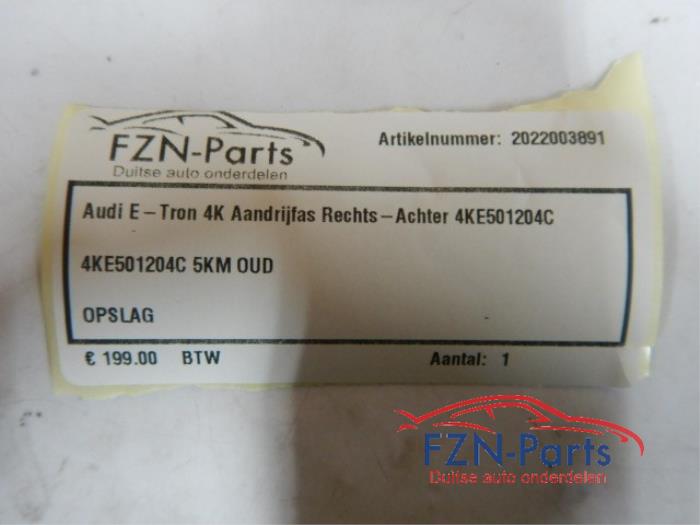 FZN-Parts
Duitse auto onderdelen
Artikelnummer: 2022003891
Audi E-Tron 4K Aandrijfas Rechts-Achter 4KE501204C
4KE501204C 5KM OUD
OPSLAG
€ 199.00 BTW Aantal: 1
FZN-Parts
Duitse auto onderdelen